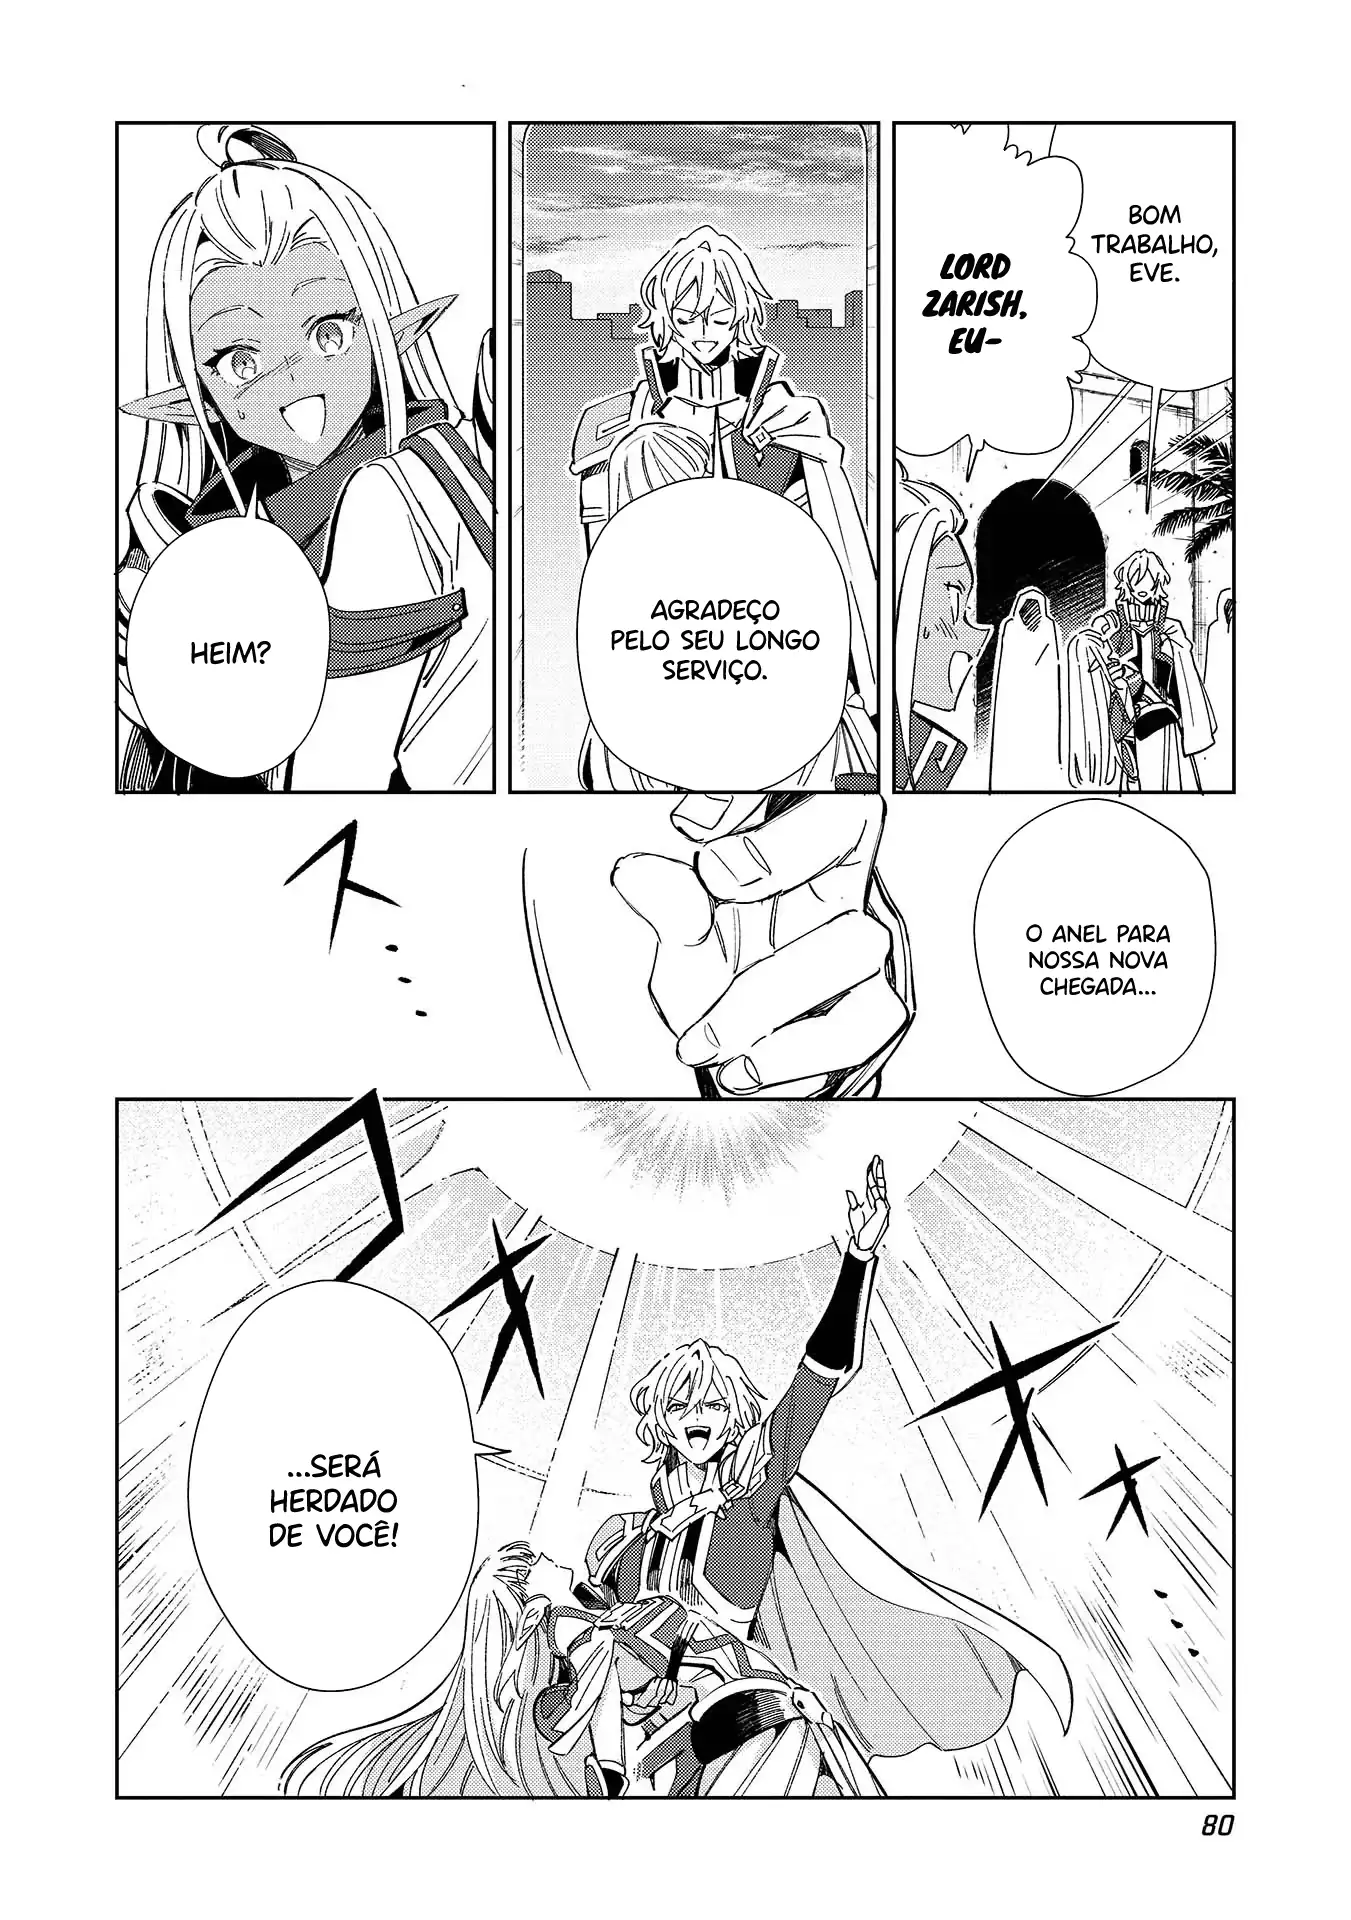 BOM
TRABALHO,
EVE.
LORD
ZARISH,
EU-
AGRADEÇO
PELO SEU LONGO
SERVIÇO.
HEIM?
O ANEL PARA
NOSSA NOVA
CHEGADA...
...SERÁ
HERDADO
DE VOCÊ!
80